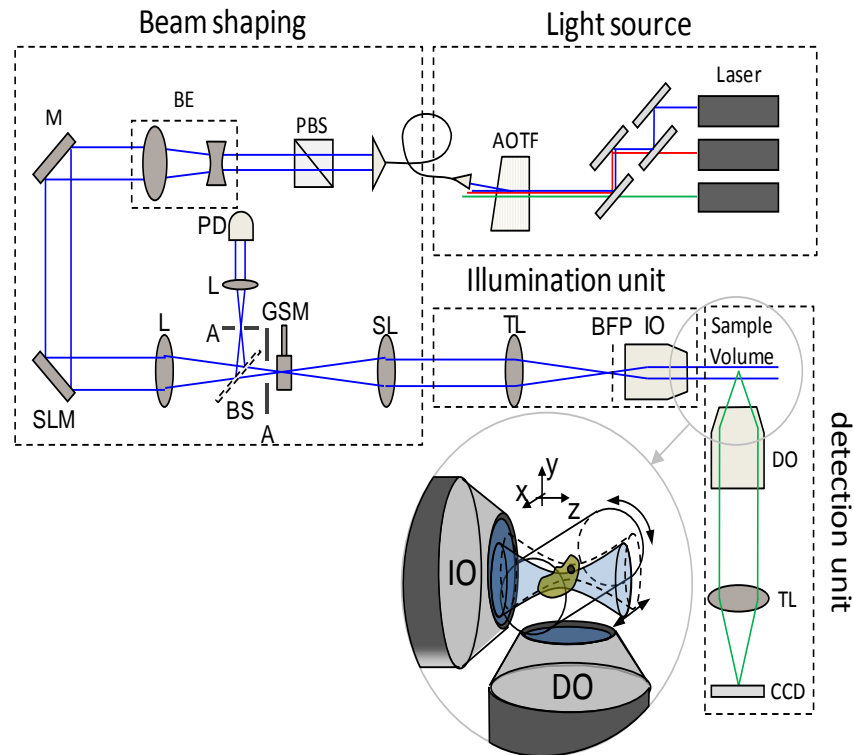 Beam shaping
Light source
Laser
M
BE
PBS
AOTF
PD
L
GSM
A
L
SL
SLM
BS
A
Illumination unit
TL
BFP IO
Sample
Volume
DO
TL
CCD
detection unit
y
x
z
IO
DO